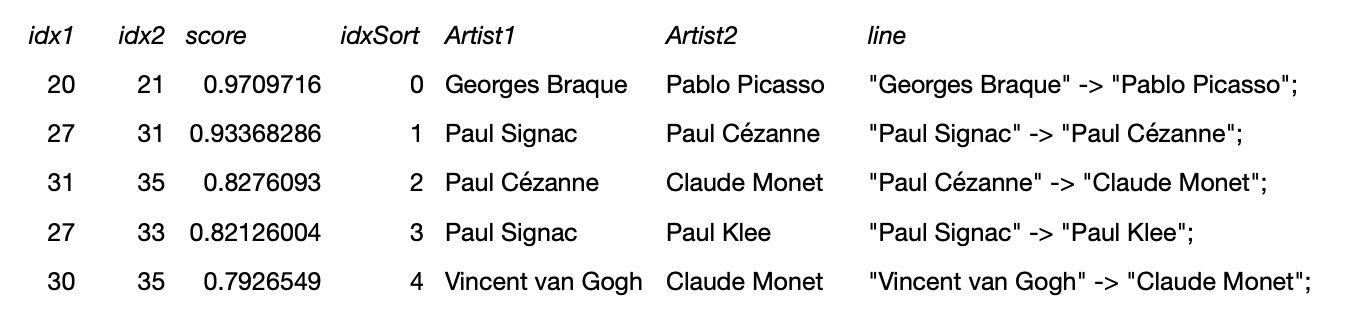 idx1 idx2 score idxSort Artist1 Artist2 line
20 21 0.9709716 0 Georges Braque Pablo Picasso "Georges Braque" -> "Pablo Picasso";
27 31 0.93368286 1 Paul Signac Paul Cézanne "Paul Signac" -> "Paul Cézanne";
31 35 0.8276093 2 Paul Cézanne Claude Monet "Paul Cézanne" -> "Claude Monet";
27 33 0.82126004 3 Paul Signac Paul Klee "Paul Signac" -> "Paul Klee";
30 35 0.7926549 4 Vincent van Gogh Claude Monet "Vincent van Gogh" -> "Claude Monet";